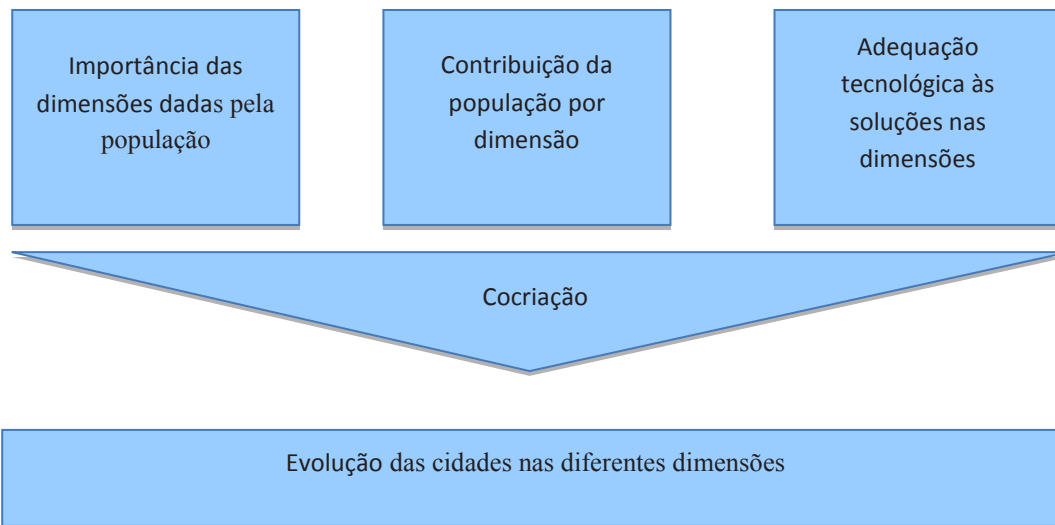 Importância das
dimensões dadas pela
população
Contribuição da
população por
dimensão
Adequação
tecnológica às
soluções nas
dimensões
Cocriação
Evolução das cidades nas diferentes dimensões